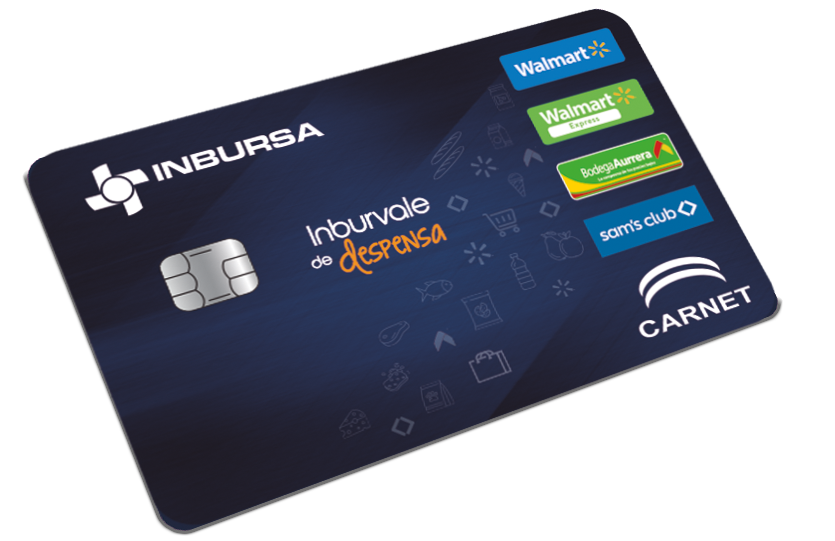 INBURSA
Inburvale
de despensa
Walmart
Walmart
Express
Bodega Aurrera
sam's club
CARNET